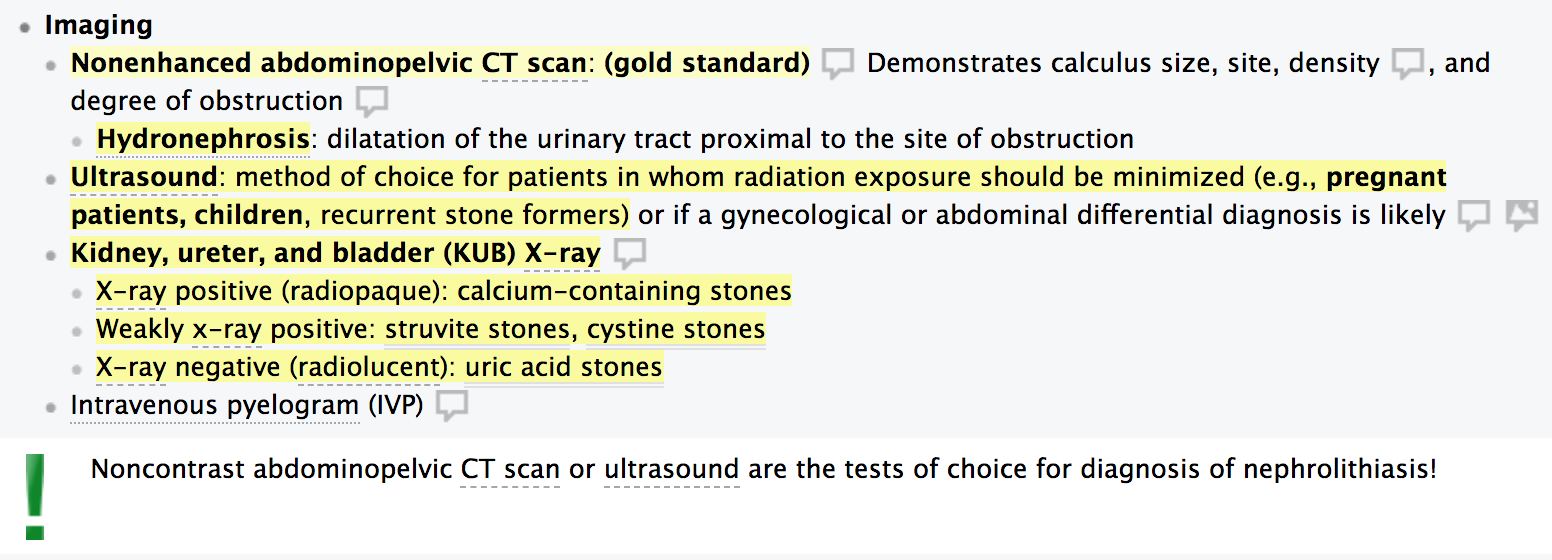 Imaging
Nonenhanced abdominopelvic CT scan: (gold standard) Demonstrates calculus size, site, density , and
degree of obstruction
Hydronephrosis: dilatation of the urinary tract proximal to the site of obstruction
Ultrasound: method of choice for patients in whom radiation exposure should be minimized (e.g., pregnant
patients, children, recurrent stone formers) or if a gynecological or abdominal differential diagnosis is likely
Kidney, ureter, and bladder (KUB) X-ray
X-ray positive (radiopaque): calcium-containing stones
Weakly x-ray positive: struvite stones, cystine stones
X-ray negative (radiolucent): uric acid stones
Intravenous pyelogram (IVP)
! Noncontrast abdominopelvic CT scan or ultrasound are the tests of choice for diagnosis of nephrolithiasis!